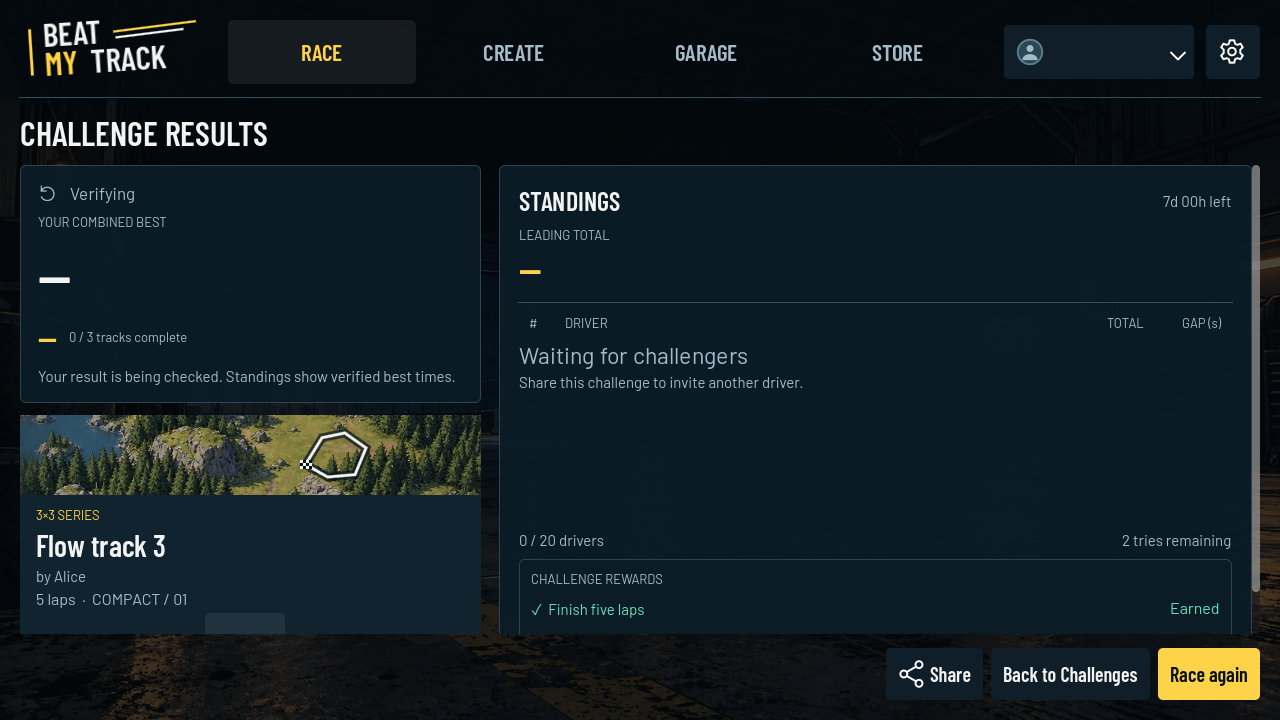 BEAT
MY TRACK
RACE
CREATE
GARAGE
STORE
CHALLENGE RESULTS
Verifying
YOUR COMBINED BEST
—
– 0 / 3 tracks complete
Your result is being checked. Standings show verified best times.
3×3 SERIES
Flow track 3
by Alice
5 laps · COMPACT / 01
STANDINGS
7d 00h left
LEADING TOTAL
—
# DRIVER TOTAL GAP (s)
Waiting for challengers
Share this challenge to invite another driver.
0 / 20 drivers
2 tries remaining
CHALLENGE REWARDS
✓ Finish five laps
Earned
Share
Back to Challenges
Race again